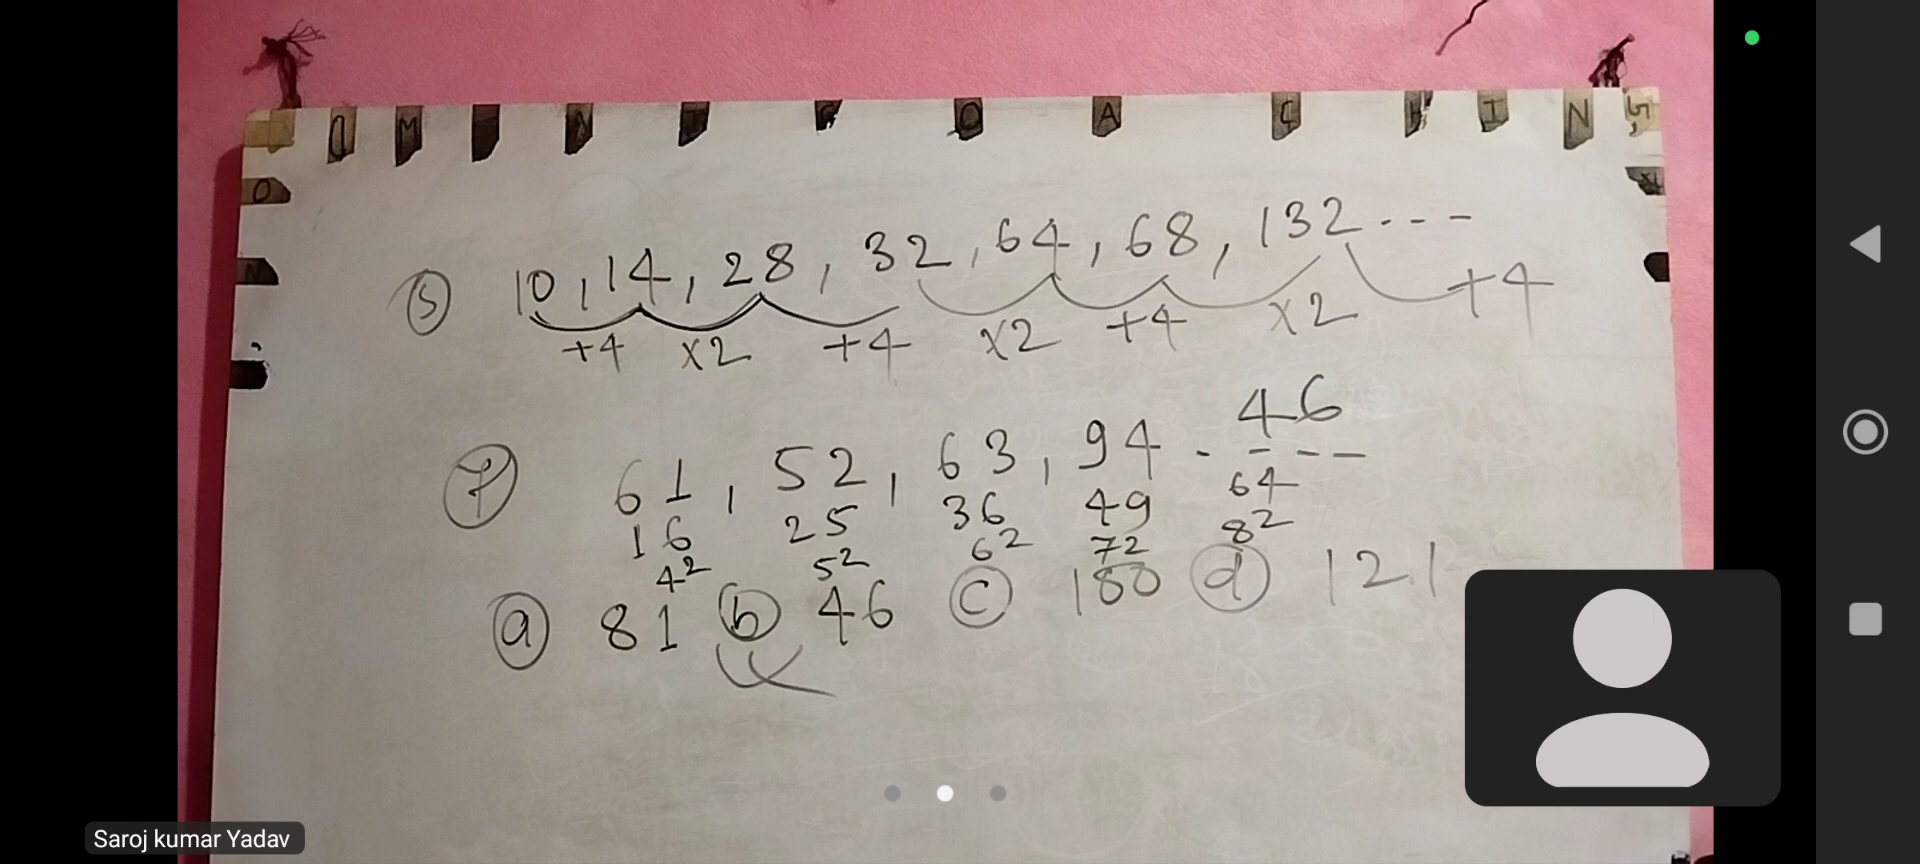 O M A T C O A C H I N G
O
N
(5) 10, 14, 28, 32, 64, 68, 132 ---
+4 ×2 +4 ×2 +4 ×2 +4
46
(7) 61, 52, 63, 94 ----
16 25 36 49 64
4² 5² 6² 7² 8²
(a) 81 (b) 46 (c) 100 (d) 121
Saroj kumar Yadav